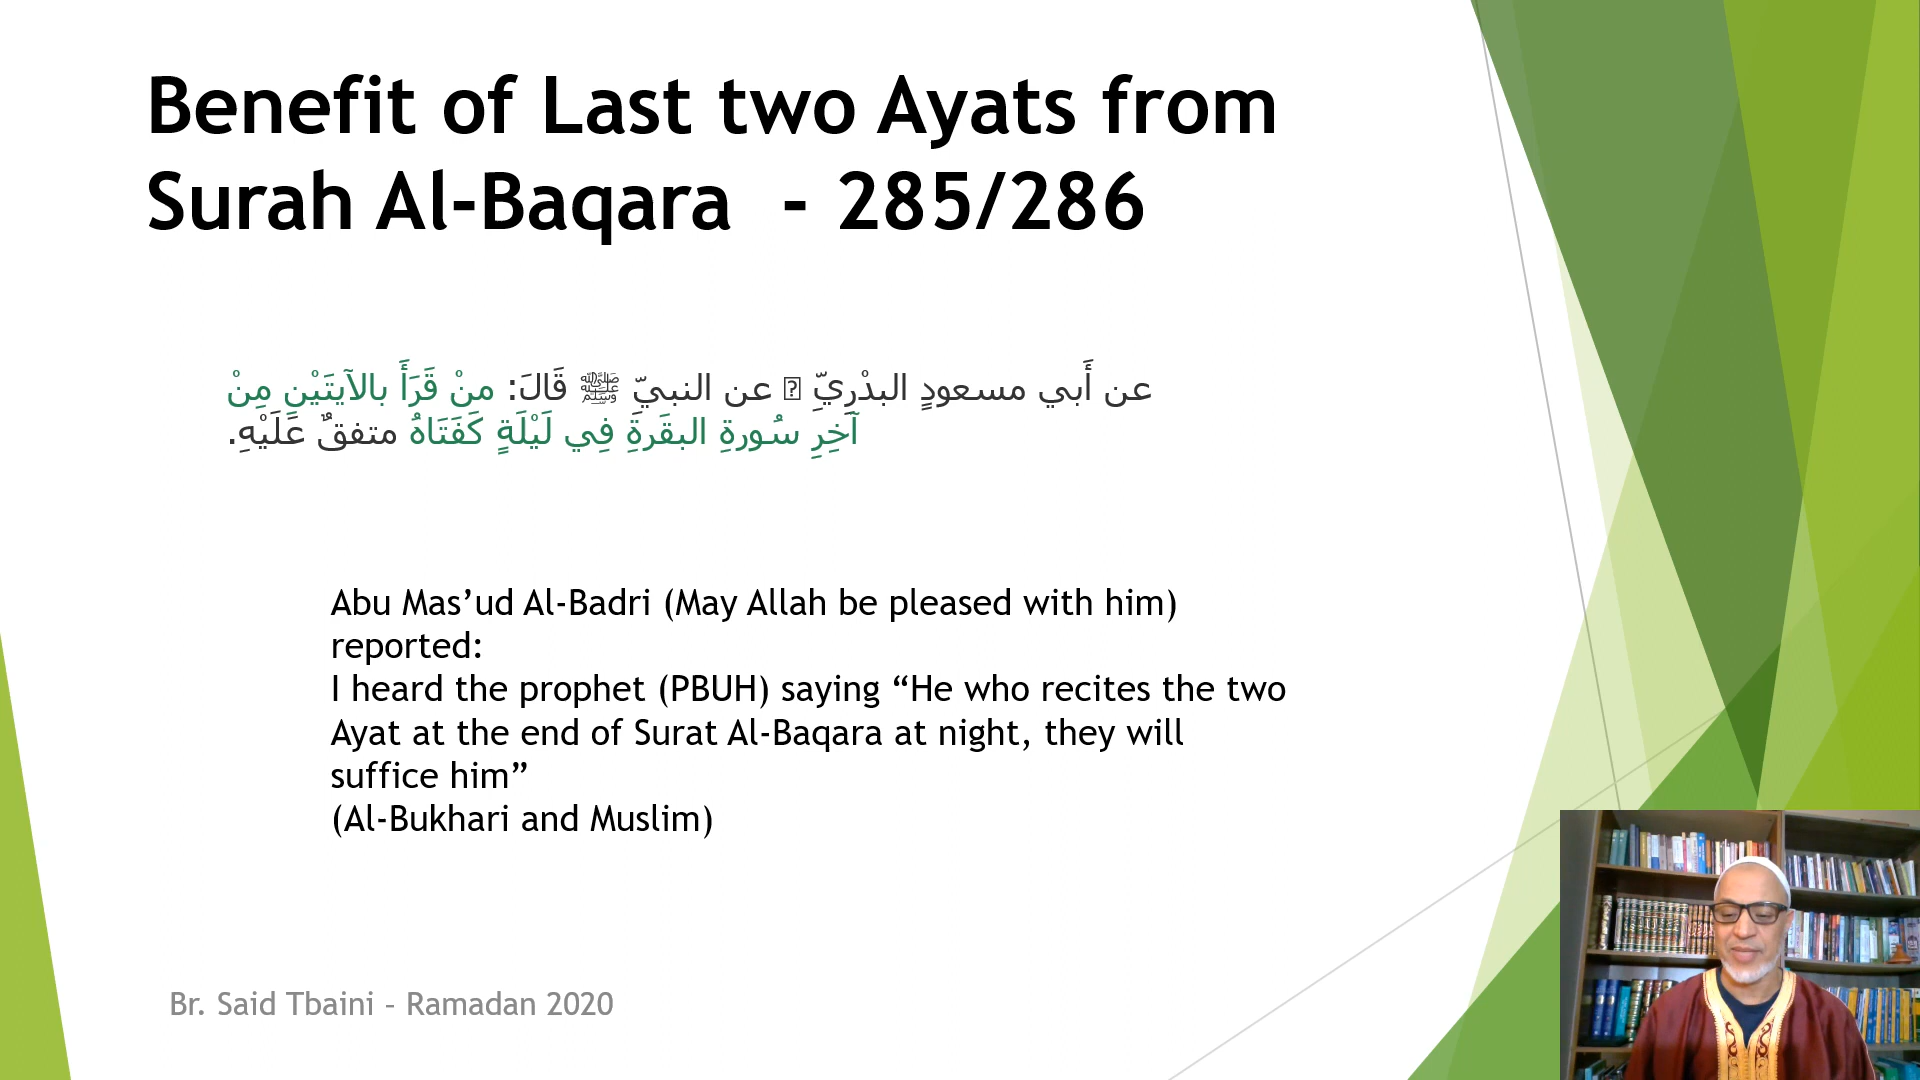 Benefit of Last two Ayats from
Surah Al-Baqara - 285/286
عن أَبي مسعودٍ البدْرِيِّ عن النبيّ ﷺ قَالَ: منْ قَرَأَ بالآيتَيْنِ مِنْ
آخِرِ سُورةِ البقَرةِ فِي لَيْلَةٍ كَفَتَاهُ متفقٌ عَلَيْهِ.
Abu Mas’ud Al-Badri (May Allah be pleased with him)
reported:
I heard the prophet (PBUH) saying “He who recites the two
Ayat at the end of Surat Al-Baqara at night, they will
suffice him”
(Al-Bukhari and Muslim)
Br. Said Tbaini - Ramadan 2020